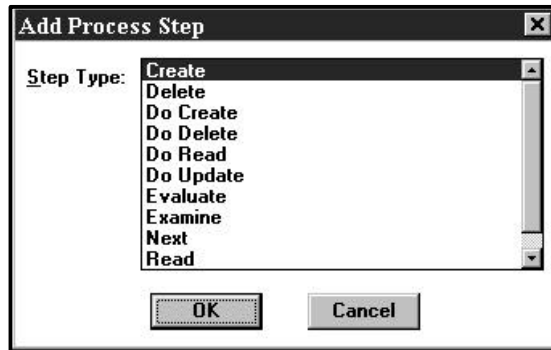 Add Process Step
Step Type:
Create
Delete
Do Create
Do Delete
Do Read
Do Update
Evaluate
Examine
Next
Read
OK
Cancel